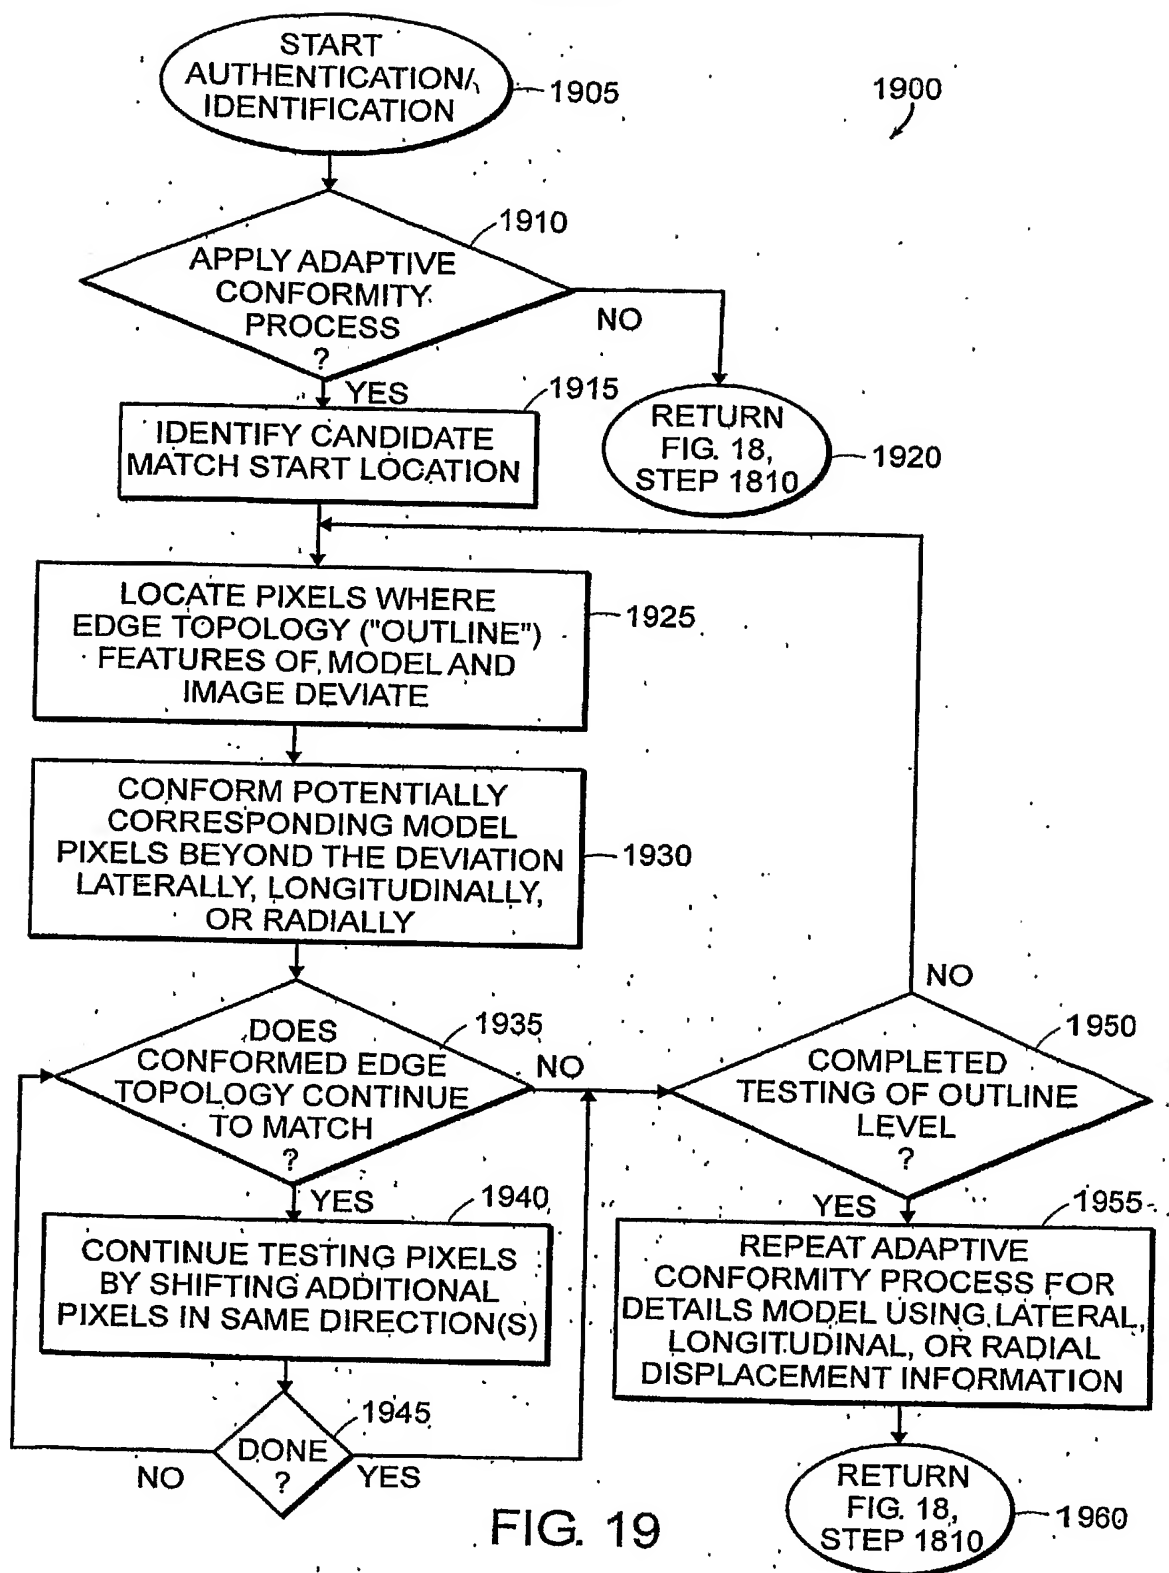 START
AUTHENTICATION/
IDENTIFICATION
1905
1900
1910
APPLY ADAPTIVE
CONFORMITY
PROCESS
?
NO
YES
1915
IDENTIFY CANDIDATE
MATCH START LOCATION
RETURN
FIG. 18,
STEP 1810
1920
LOCATE PIXELS WHERE
EDGE TOPOLOGY ("OUTLINE")
FEATURES OF MODEL AND
IMAGE DEVIATE
1925
CONFORM POTENTIALLY
CORRESPONDING MODEL
PIXELS BEYOND THE DEVIATION
LATERALLY, LONGITUDINALLY,
OR RADIALLY
1930
DOES
CONFORMED EDGE
TOPOLOGY CONTINUE
TO MATCH
?
1935
NO
YES
1940
CONTINUE TESTING PIXELS
BY SHIFTING ADDITIONAL
PIXELS IN SAME DIRECTION(S)
1945
DONE
?
NO
YES
NO
1950
COMPLETED
TESTING OF OUTLINE
LEVEL
?
YES
1955
REPEAT ADAPTIVE
CONFORMITY PROCESS FOR
DETAILS MODEL USING LATERAL,
LONGITUDINAL, OR RADIAL
DISPLACEMENT INFORMATION
RETURN
FIG. 18,
STEP 1810
1960
FIG. 19